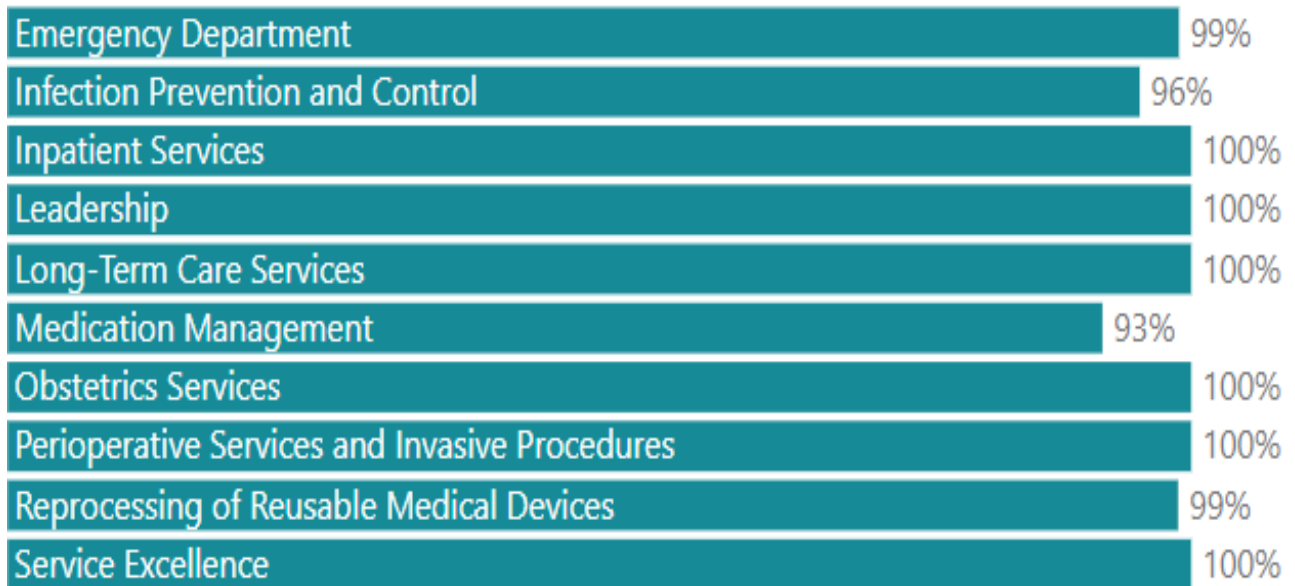 Emergency Department 99%
Infection Prevention and Control 96%
Inpatient Services 100%
Leadership 100%
Long-Term Care Services 100%
Medication Management 93%
Obstetrics Services 100%
Perioperative Services and Invasive Procedures 100%
Reprocessing of Reusable Medical Devices 99%
Service Excellence 100%